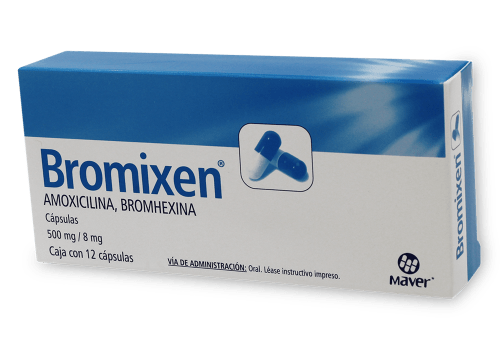 Bromixen®
AMOXICILINA, BROMHEXINA
Cápsulas
500 mg / 8 mg
Caja con 12 cápsulas
VÍA DE ADMINISTRACIÓN: Oral. Léase instructivo impreso.
Maver®
Bromixen®